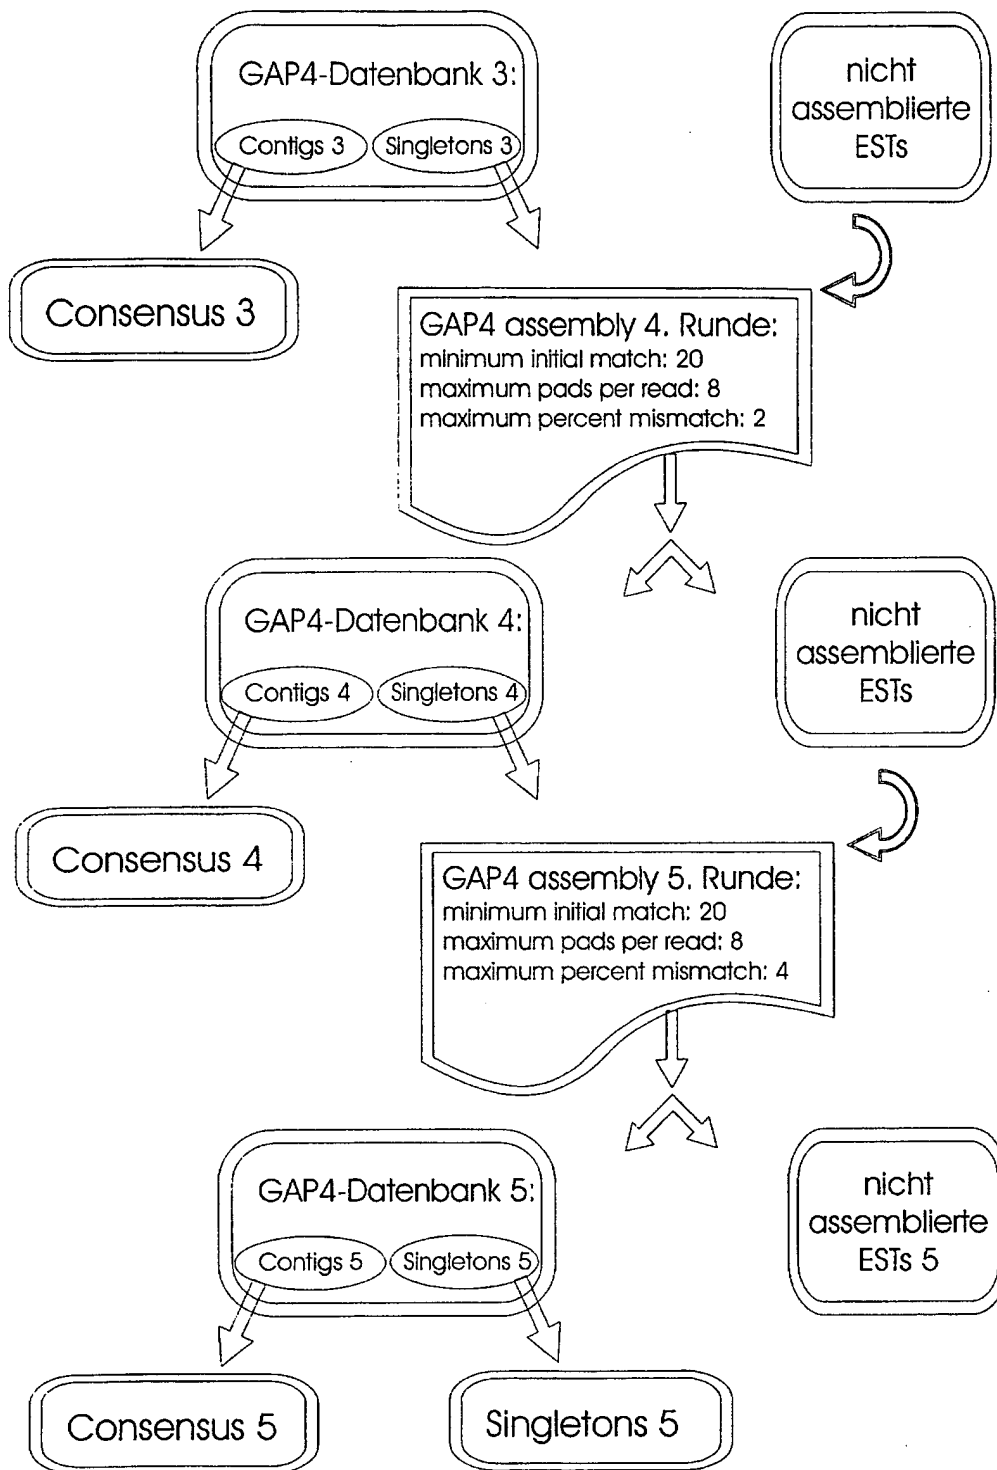 GAP4-Datenbank 3:
Contigs 3
Singletons 3
nicht
assemblierte
ESTs
Consensus 3
GAP4 assembly 4. Runde:
minimum initial match: 20
maximum pads per read: 8
maximum percent mismatch: 2
GAP4-Datenbank 4:
Contigs 4
Singletons 4
nicht
assemblierte
ESTs
Consensus 4
GAP4 assembly 5. Runde:
minimum initial match: 20
maximum pads per read: 8
maximum percent mismatch: 4
GAP4-Datenbank 5:
Contigs 5
Singletons 5
nicht
assemblierte
ESTs 5
Consensus 5
Singletons 5